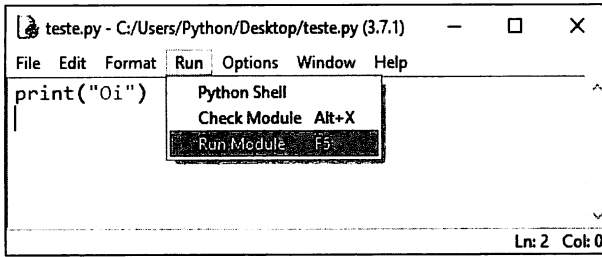 teste.py - C:/Users/Python/Desktop/teste.py (3.7.1)
File Edit Format Run Options Window Help
print("Oi")
Python Shell
Check Module Alt+X
Run Module F5
Ln: 2 Col: 0